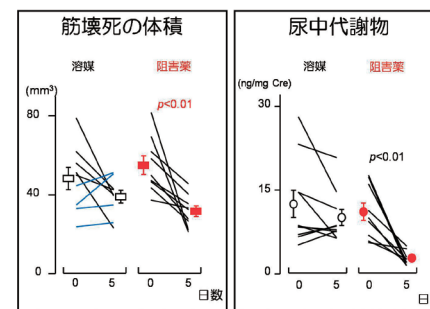 筋壊死の体積
溶媒
阻害薬
(mm³)
p<0.01
80
40
0
0
5
0
5
日数
尿中代謝物
溶媒
阻害薬
(ng/mg Cre)
30
p<0.01
15
0
0
5
0
5
日